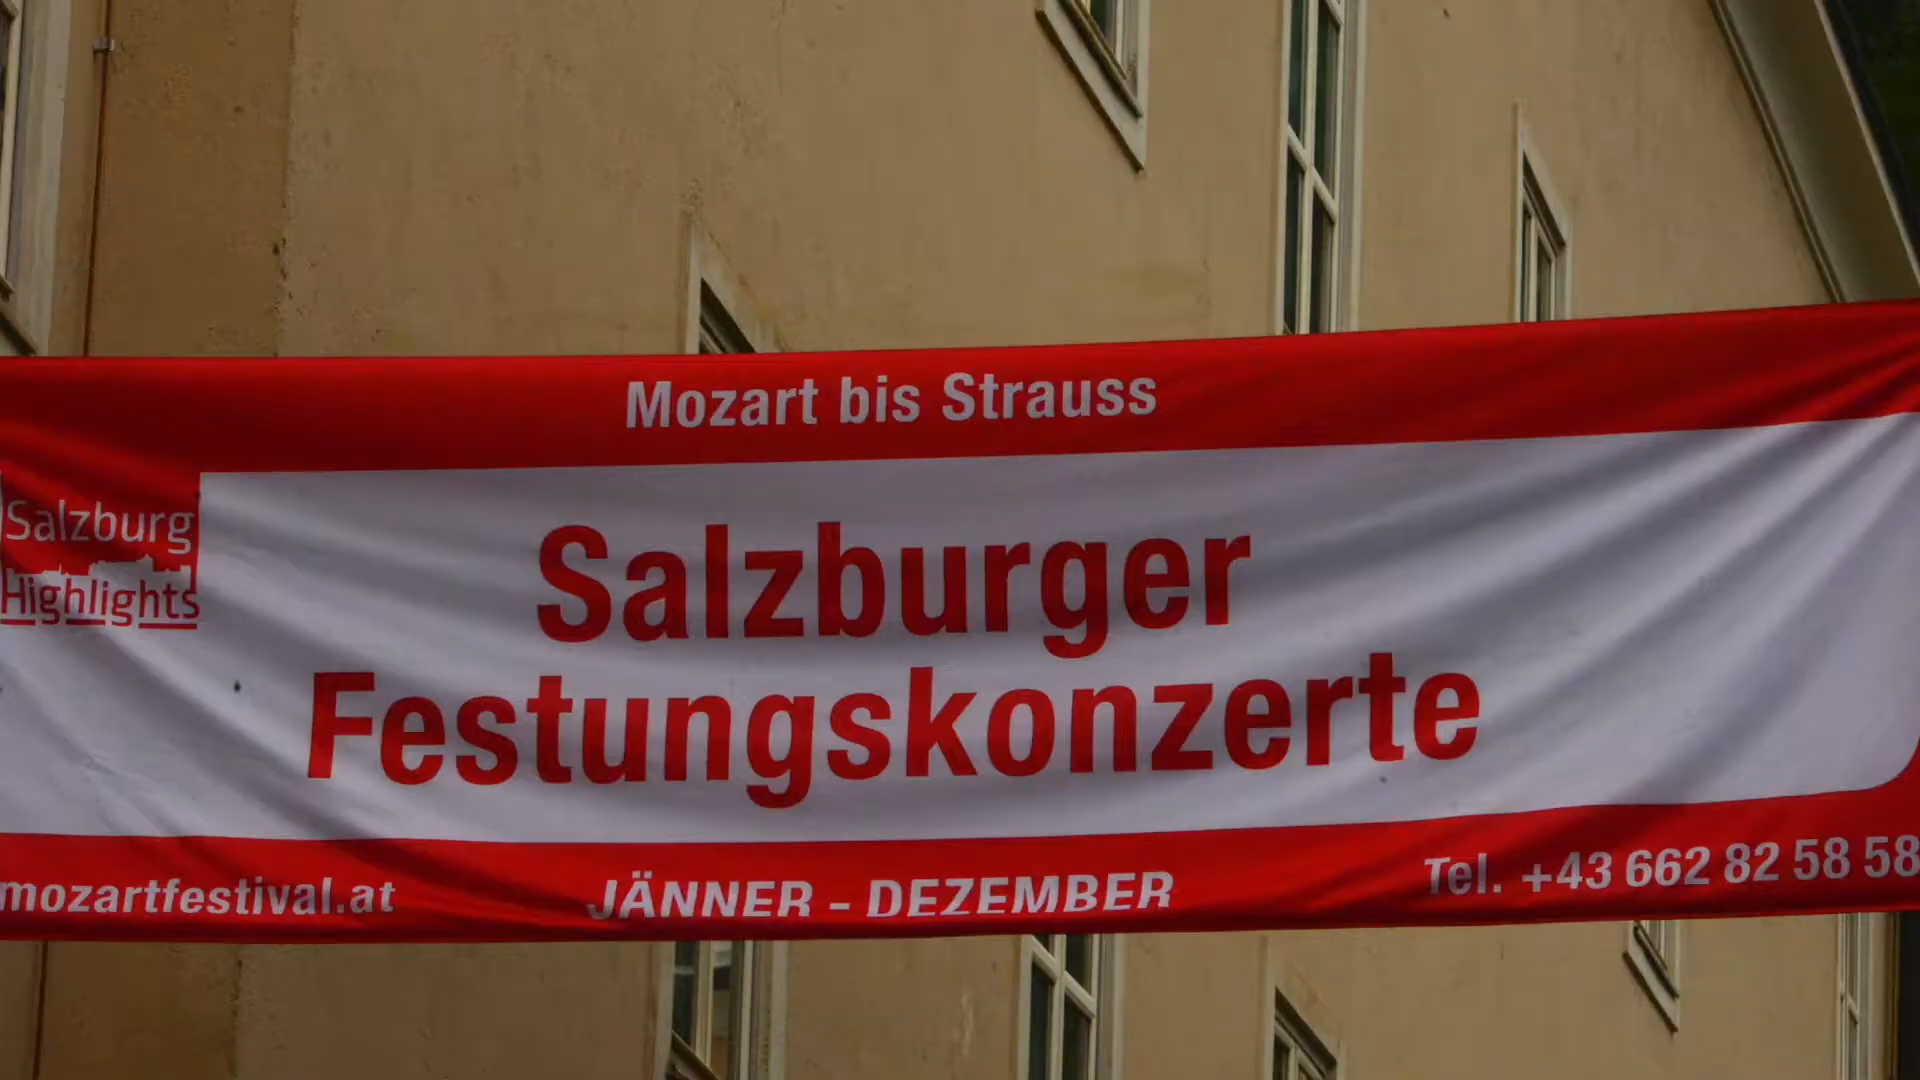 Mozart bis Strauss
Salzburg
Highlights
Salzburger
Festungskonzerte
mozartfestival.at
JÄNNER - DEZEMBER
Tel. +43 662 82 58 58